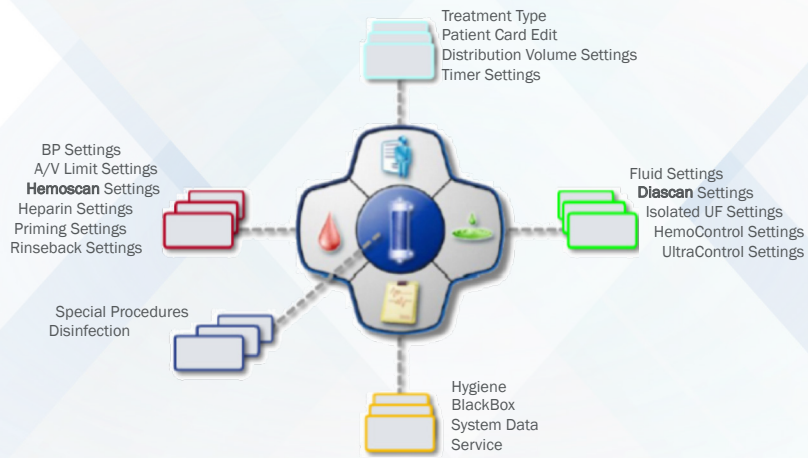 Treatment Type
Patient Card Edit
Distribution Volume Settings
Timer Settings
BP Settings
A/V Limit Settings
Hemoscan Settings
Heparin Settings
Priming Settings
Rinseback Settings
Fluid Settings
Diascan Settings
Isolated UF Settings
HemoControl Settings
UltraControl Settings
Special Procedures
Disinfection
Hygiene
BlackBox
System Data
Service